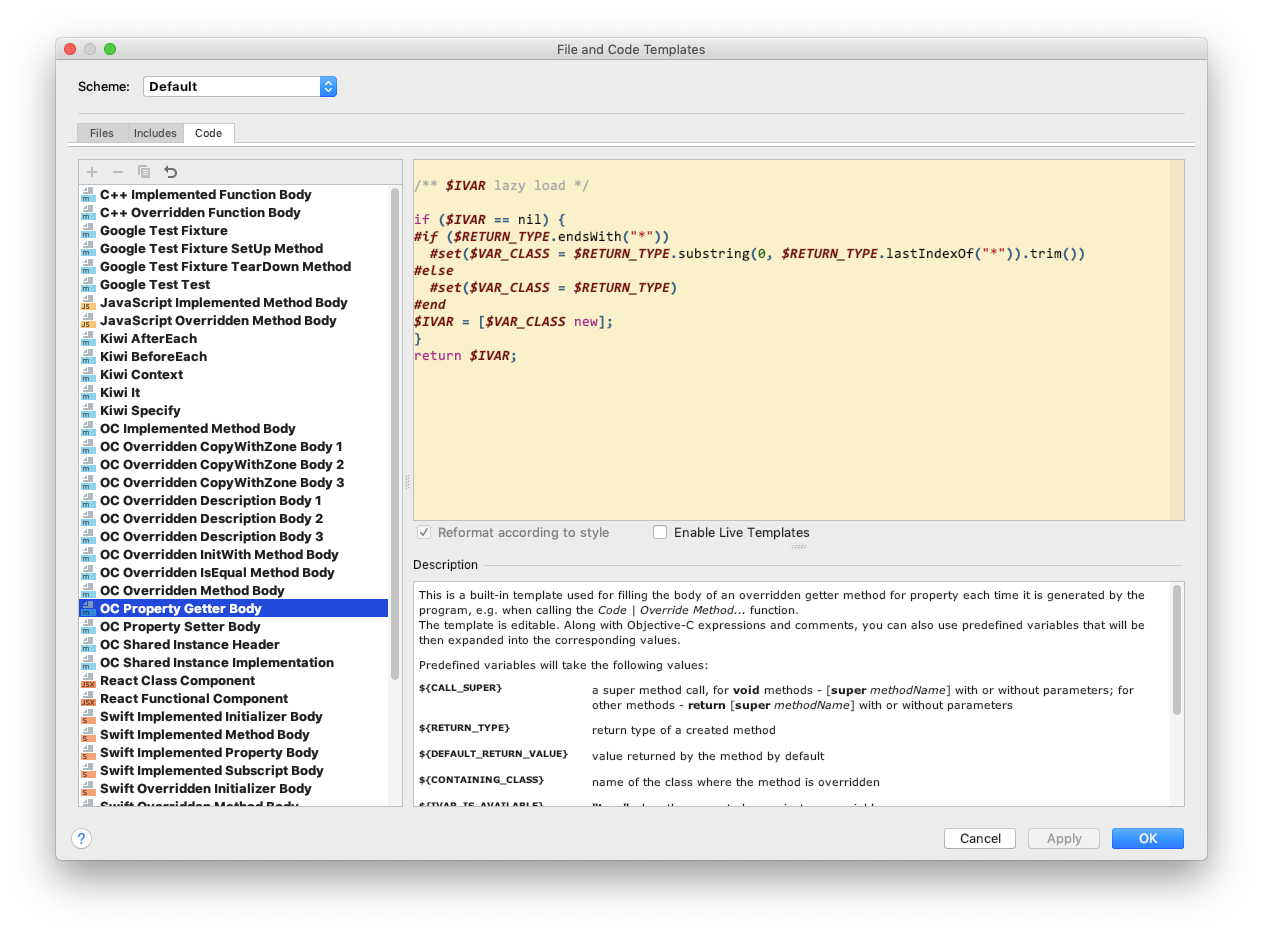 File and Code Templates
Scheme: Default
Files Includes Code
C++ Implemented Function Body
C++ Overridden Function Body
Google Test Fixture
Google Test Fixture SetUp Method
Google Test Fixture TearDown Method
Google Test Test
JavaScript Implemented Method Body
JavaScript Overridden Method Body
Kiwi AfterEach
Kiwi BeforeEach
Kiwi Context
Kiwi It
Kiwi Specify
OC Implemented Method Body
OC Overridden CopyWithZone Body 1
OC Overridden CopyWithZone Body 2
OC Overridden CopyWithZone Body 3
OC Overridden Description Body 1
OC Overridden Description Body 2
OC Overridden Description Body 3
OC Overridden InitWith Method Body
OC Overridden IsEqual Method Body
OC Overridden Method Body
OC Property Getter Body
OC Property Setter Body
OC Shared Instance Header
OC Shared Instance Implementation
React Class Component
React Functional Component
Swift Implemented Initializer Body
Swift Implemented Method Body
Swift Implemented Property Body
Swift Implemented Subscript Body
Swift Overridden Initializer Body
Swift Overridden Method Body
/** $IVAR lazy load */
if ($IVAR == nil) {
#if ($RETURN_TYPE.endsWith("*"))
#set($VAR_CLASS = $RETURN_TYPE.substring(0, $RETURN_TYPE.lastIndexOf("*")).trim())
#else
#set($VAR_CLASS = $RETURN_TYPE)
#end
$IVAR = [$VAR_CLASS new];
}
return $IVAR;
Reformat according to style Enable Live Templates
Description
This is a built-in template used for filling the body of an overridden getter method for property each time it is generated by the
program, e.g. when calling the Code | Override Method... function.
The template is editable. Along with Objective-C expressions and comments, you can also use predefined variables that will be
then expanded into the corresponding values.
Predefined variables will take the following values:
${CALL_SUPER} a super method call, for void methods - [super methodName] with or without parameters; for
other methods - return [super methodName] with or without parameters
${RETURN_TYPE} return type of a created method
${DEFAULT_RETURN_VALUE} value returned by the method by default
${CONTAINING_CLASS} name of the class where the method is overridden
${IVAR_IS_AVAILABLE}
? Cancel Apply OK